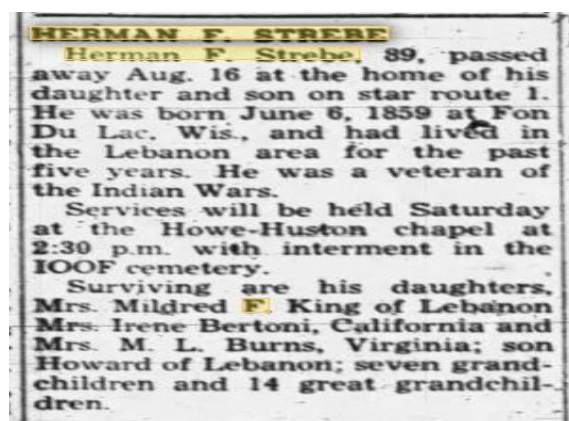 HERMAN F. STREBE
Herman F. Strebe, 89, passed
away Aug. 16 at the home of his
daughter and son on star route 1.
He was born June 6, 1859 at Fon
Du Lac, Wis., and had lived in
the Lebanon area for the past
five years. He was a veteran of
the Indian Wars.
Services will be held Saturday
at the Howe-Huston chapel at
2:30 p.m. with interment in the
IOOF cemetery.
Surviving are his daughters,
Mrs. Mildred F. King of Lebanon
Mrs. Irene Bertoni, California and
Mrs. M. L. Burns, Virginia; son
Howard of Lebanon; seven grand-
children and 14 great grandchil-
dren.